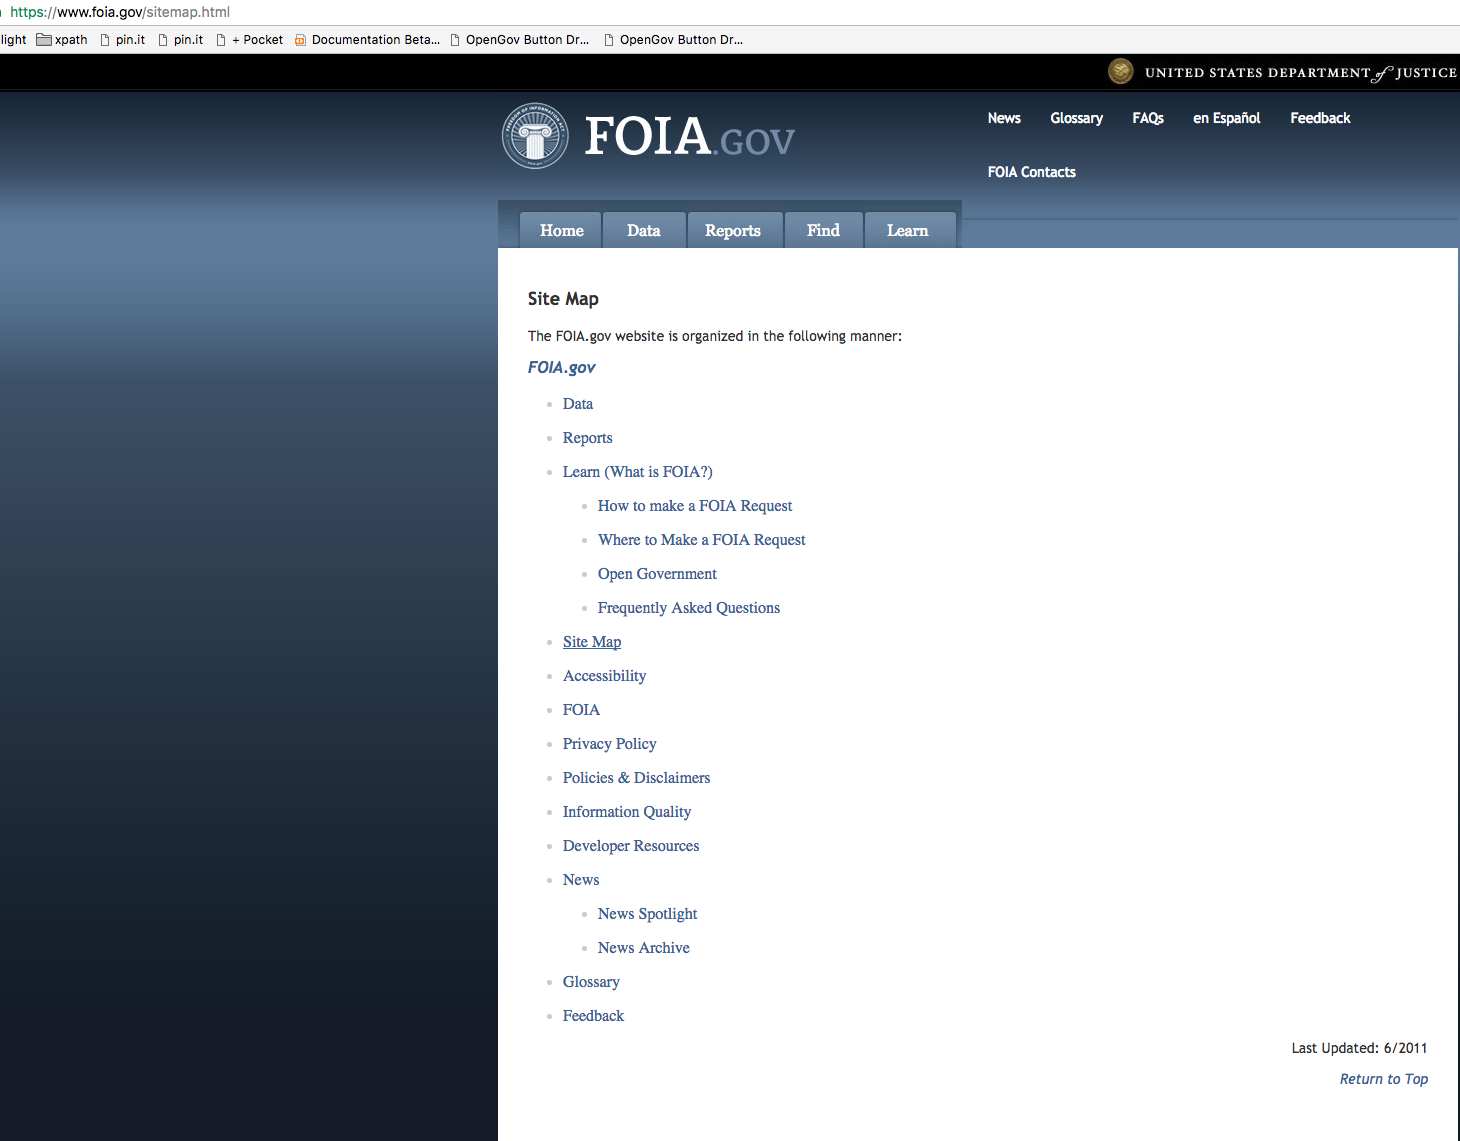 https://www.foia.gov/sitemap.html
light xpath pin.it pin.it + Pocket Documentation Beta... OpenGov Button Dr... OpenGov Button Dr...
UNITED STATES DEPARTMENT of JUSTICE
FOIA.GOV
News Glossary FAQs en Español Feedback
FOIA Contacts
Home Data Reports Find Learn
Site Map
The FOIA.gov website is organized in the following manner:
FOIA.gov
Data
Reports
Learn (What is FOIA?)
How to make a FOIA Request
Where to Make a FOIA Request
Open Government
Frequently Asked Questions
Site Map
Accessibility
FOIA
Privacy Policy
Policies & Disclaimers
Information Quality
Developer Resources
News
News Spotlight
News Archive
Glossary
Feedback
Last Updated: 6/2011
Return to Top